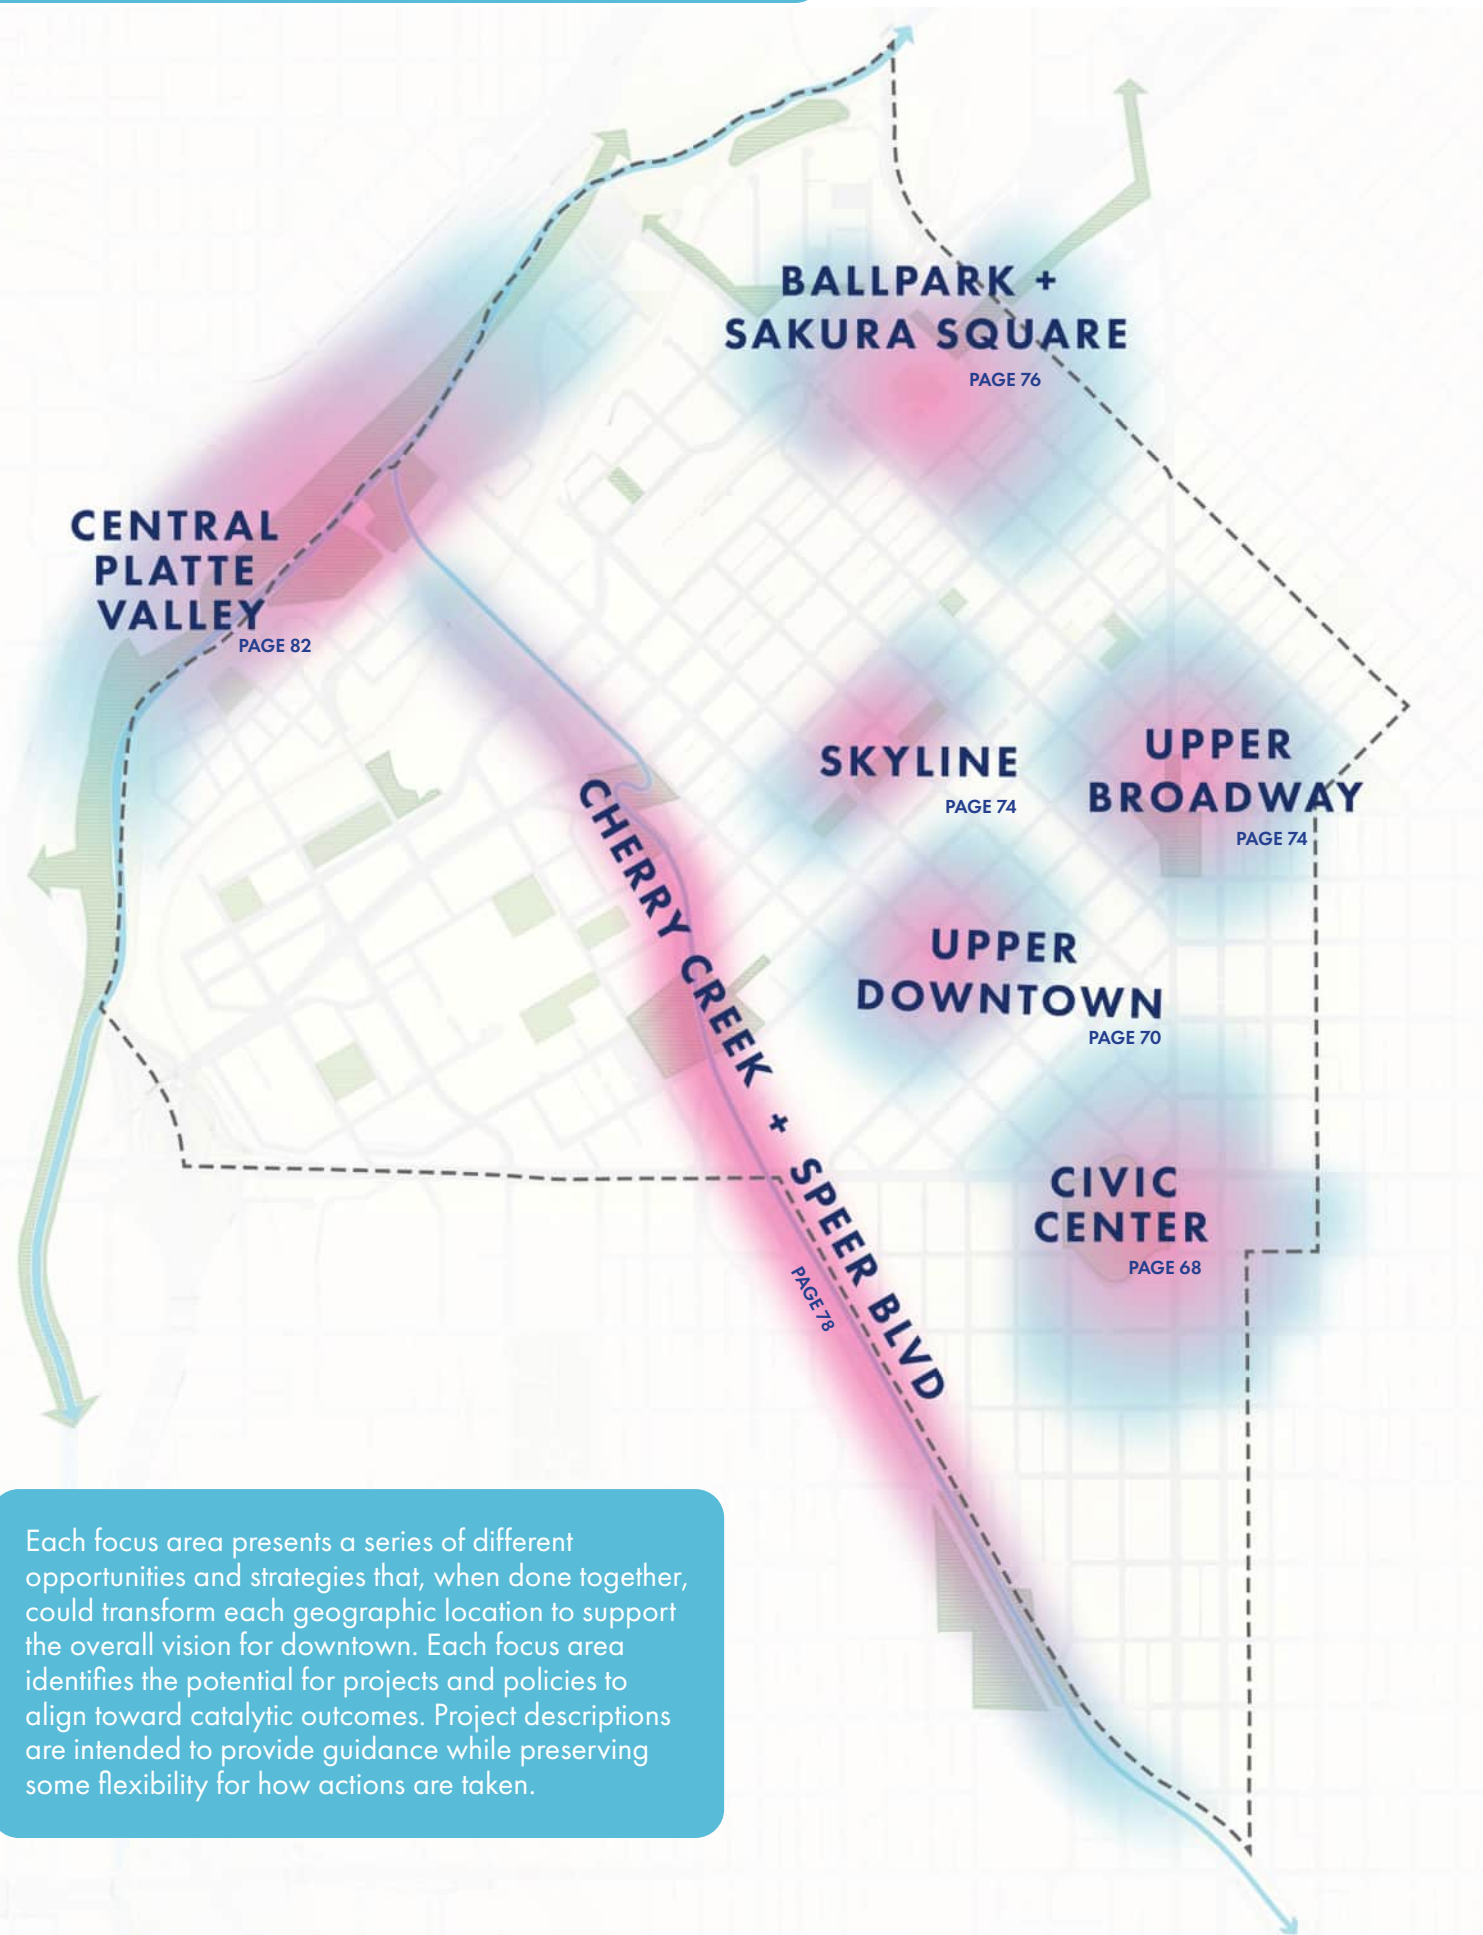 BALLPARK +
SAKURA SQUARE
PAGE 76
CENTRAL
PLATTE
VALLEY
PAGE 82
SKYLINE
PAGE 74
UPPER
BROADWAY
PAGE 74
CHERRY CREEK + SPEER BLVD
PAGE 78
UPPER
DOWNTOWN
PAGE 70
CIVIC
CENTER
PAGE 68
Each focus area presents a series of different
opportunities and strategies that, when done together,
could transform each geographic location to support
the overall vision for downtown. Each focus area
identifies the potential for projects and policies to
align toward catalytic outcomes. Project descriptions
are intended to provide guidance while preserving
some flexibility for how actions are taken.